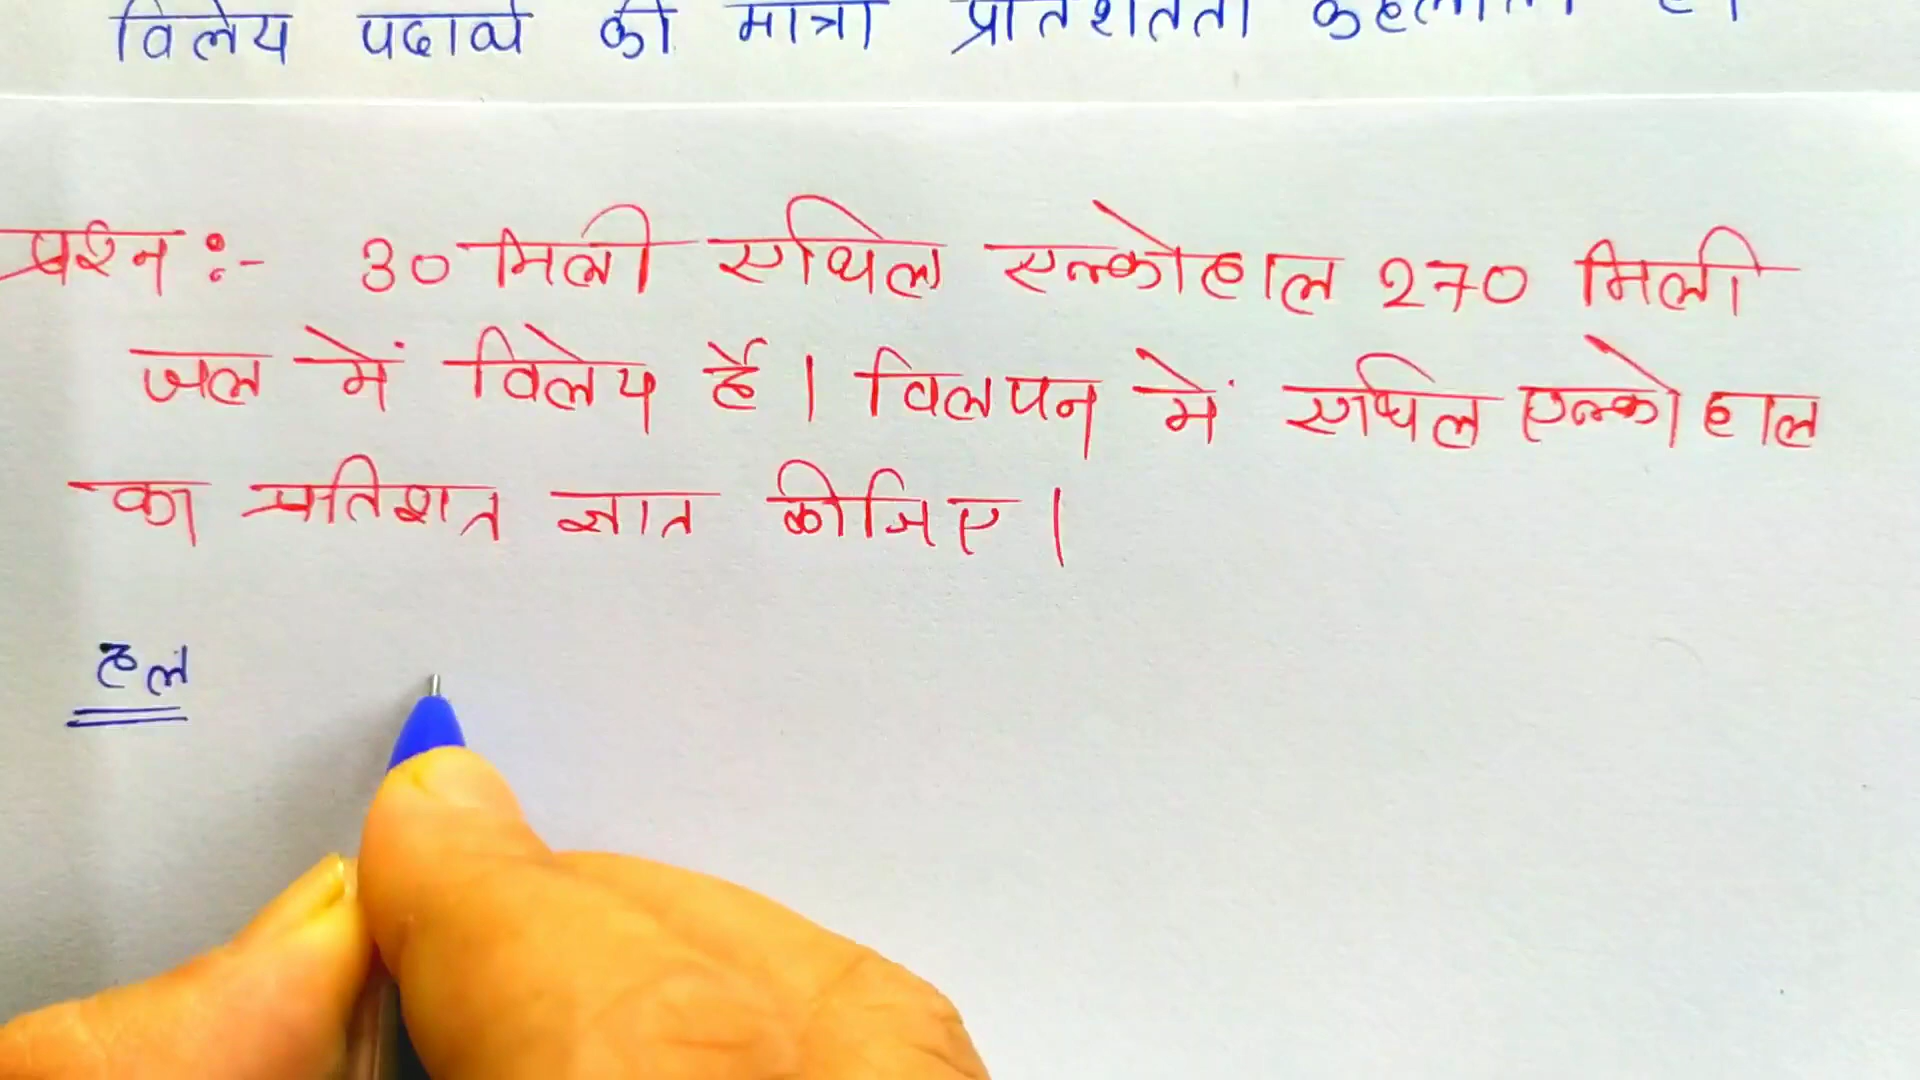 विलेय पदार्थ की मात्रा प्रतिशतता कहलाती है।
प्रश्न :- 30 मिली एथिल एल्कोहाल 270 मिली
जल में विलेय है। विलयन में एथिल एल्कोहाल
का प्रतिशत ज्ञात कीजिए।
हल